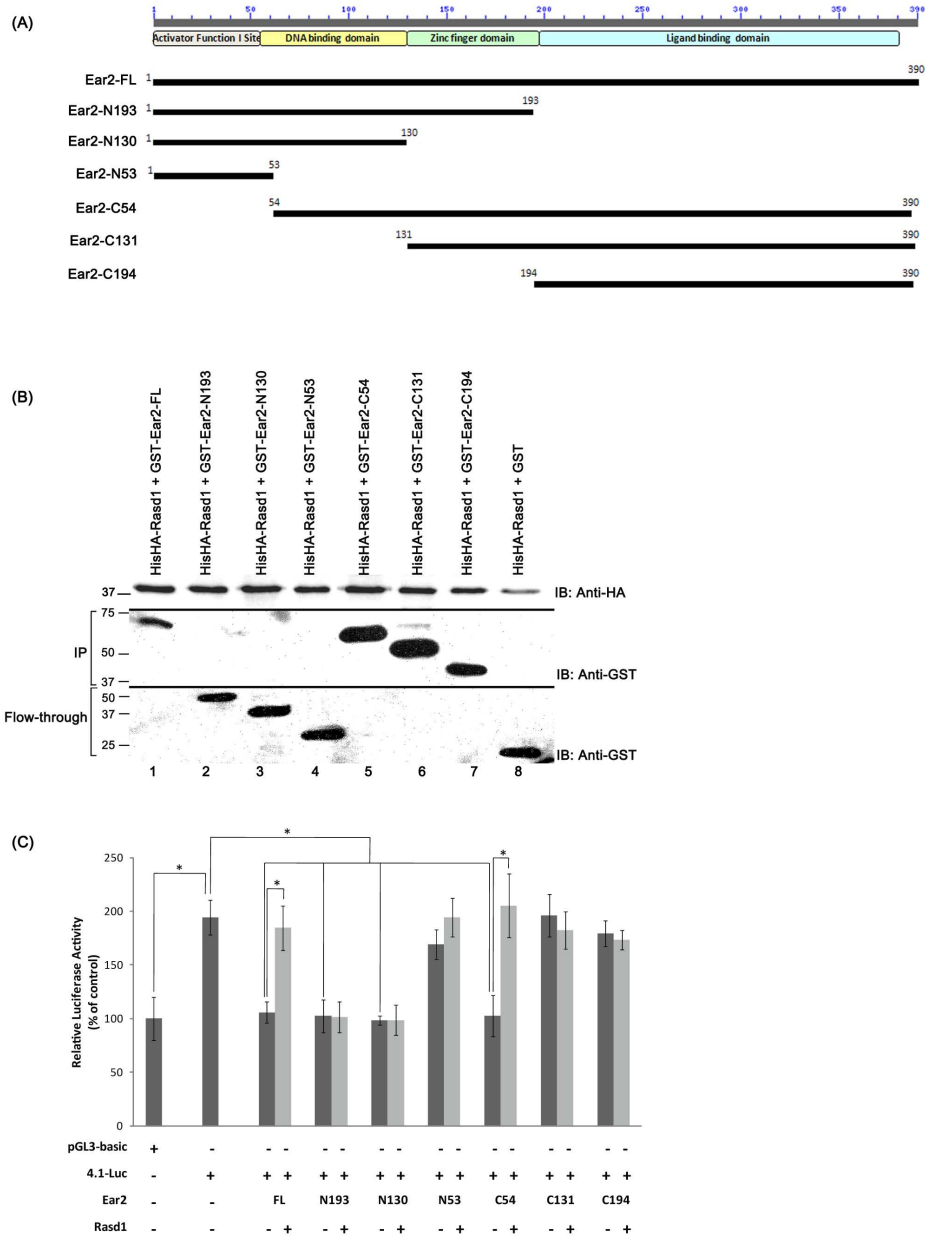 (A)
1 50 100 150 200 250 300 350 390
Activator Function I Site DNA binding domain Zinc finger domain Ligand binding domain
Ear2-FL 1 390
Ear2-N193 1 193
Ear2-N130 1 130
Ear2-N53 1 53
Ear2-C54 54 390
Ear2-C131 131 390
Ear2-C194 194 390
(B)
HisHA-Rasd1 + GST-Ear2-FL
HisHA-Rasd1 + GST-Ear2-N193
HisHA-Rasd1 + GST-Ear2-N130
HisHA-Rasd1 + GST-Ear2-N53
HisHA-Rasd1 + GST-Ear2-C54
HisHA-Rasd1 + GST-Ear2-C131
HisHA-Rasd1 + GST-Ear2-C194
HisHA-Rasd1 + GST
37 IB: Anti-HA
75
IP 50
37 IB: Anti-GST
50
Flow-through 37
25 IB: Anti-GST
1 2 3 4 5 6 7 8
(C)
Relative Luciferase Activity
(% of control)
250
200
150
100
50
0
* * * *
pGL3-basic + - - - - - - - - - - - - - - -
4.1-Luc - + + + + + + + + + + + + + + +
Ear2 - - FL N193 N130 N53 C54 C131 C194
Rasd1 - - - + - + - + - + - + - + - +